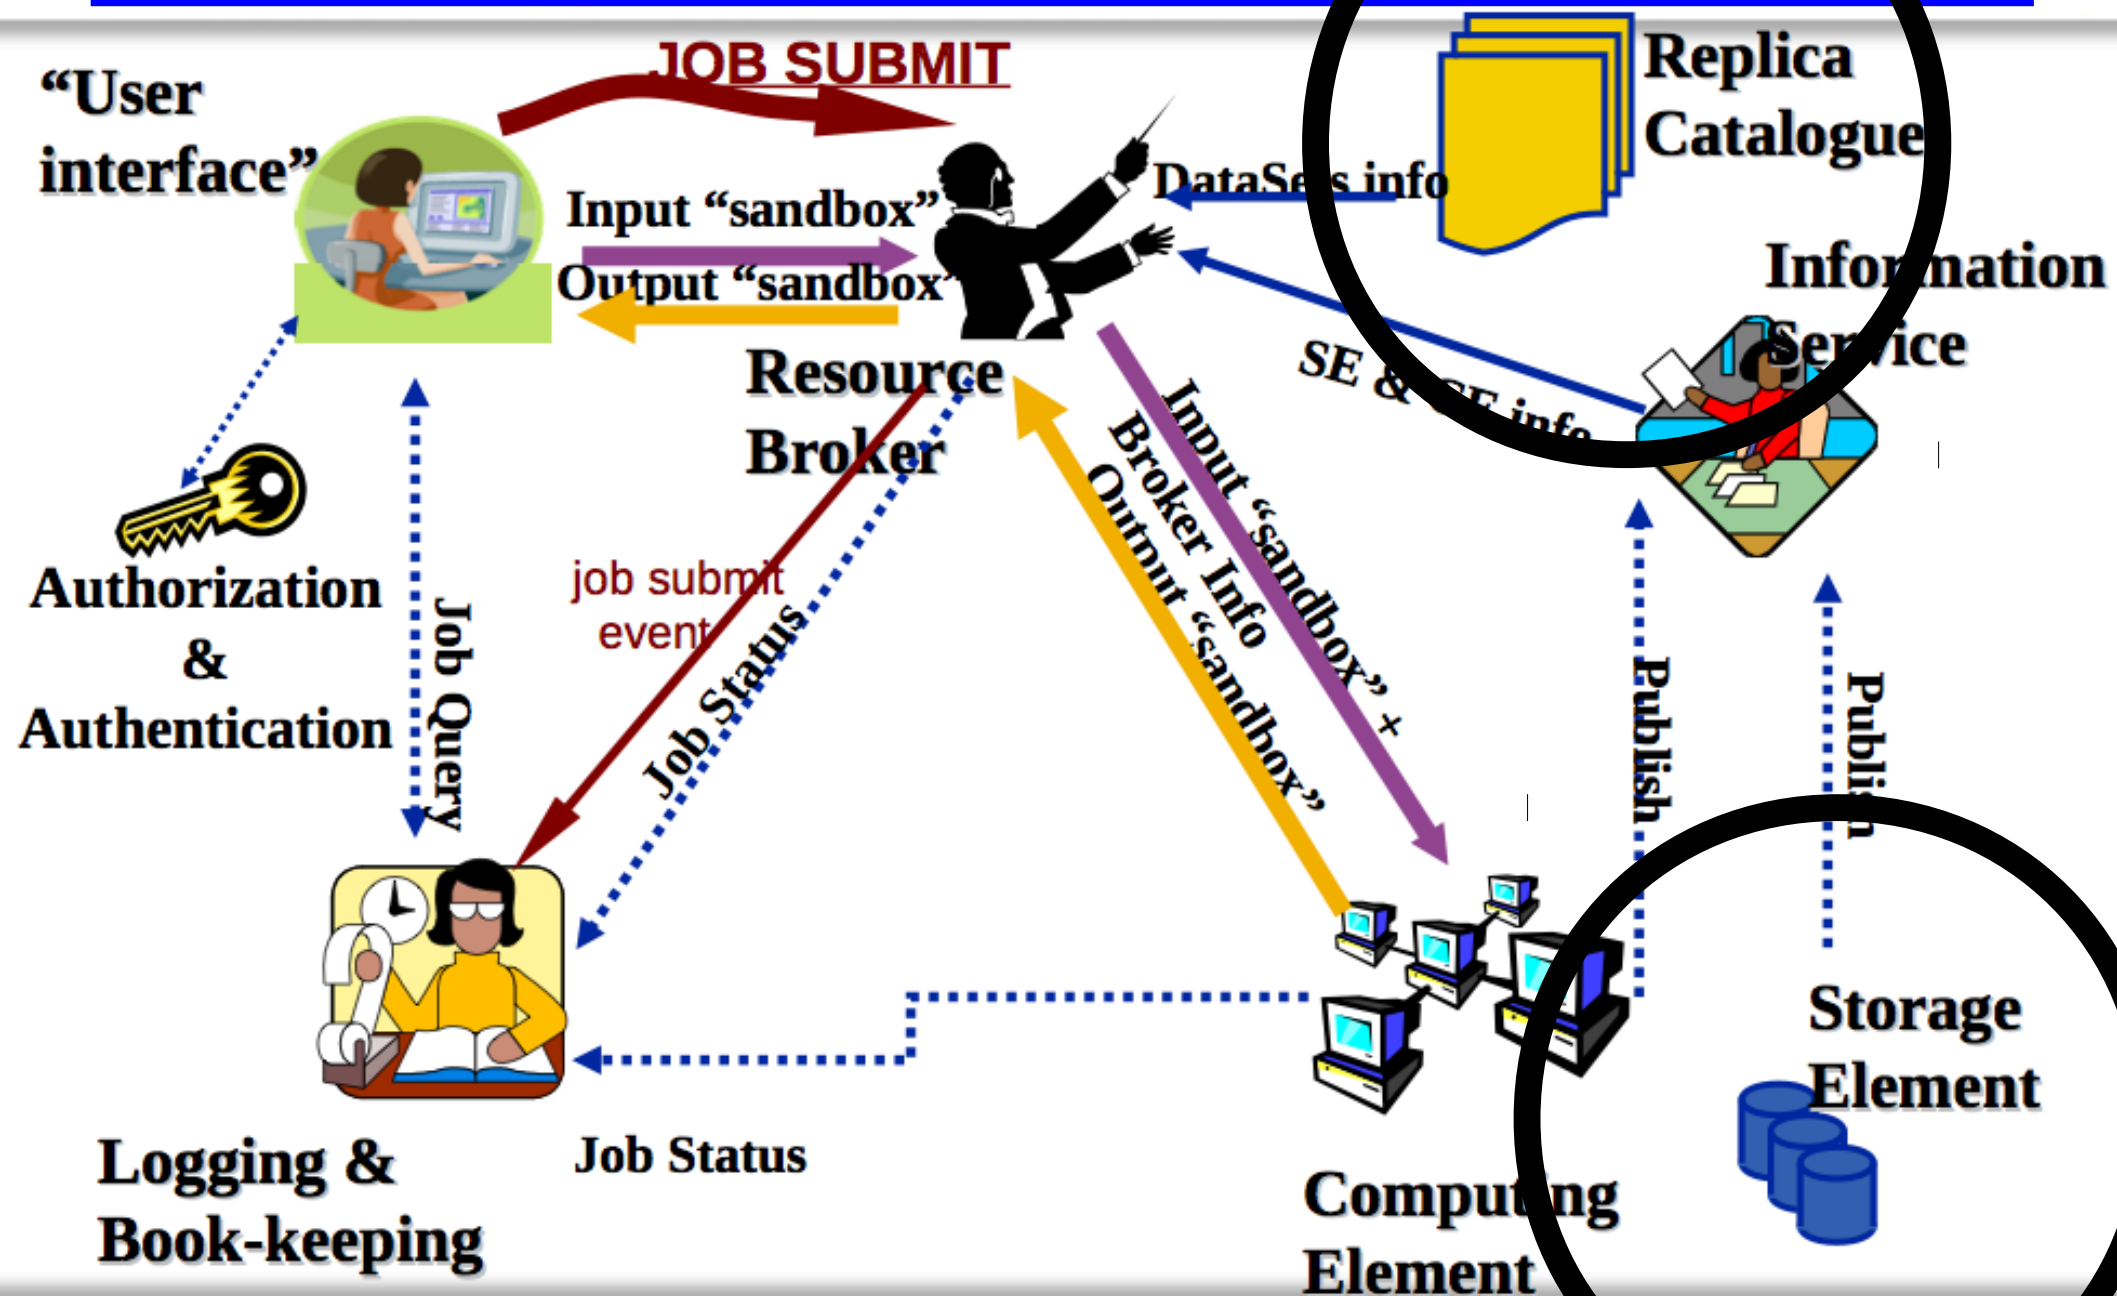 JOB SUBMIT
“User
interface”
Replica
Catalogue
DataSets info
Input “sandbox”
Output “sandbox”
Information
Service
SE & CE info
Resource
Broker
Input “sandbox” +
Broker Info
Output “sandbox”
Authorization
&
Authentication
job submit
event
Job Query
Job Status
Publish
Publish
Storage
Element
Logging &
Book-keeping
Job Status
Computing
Element